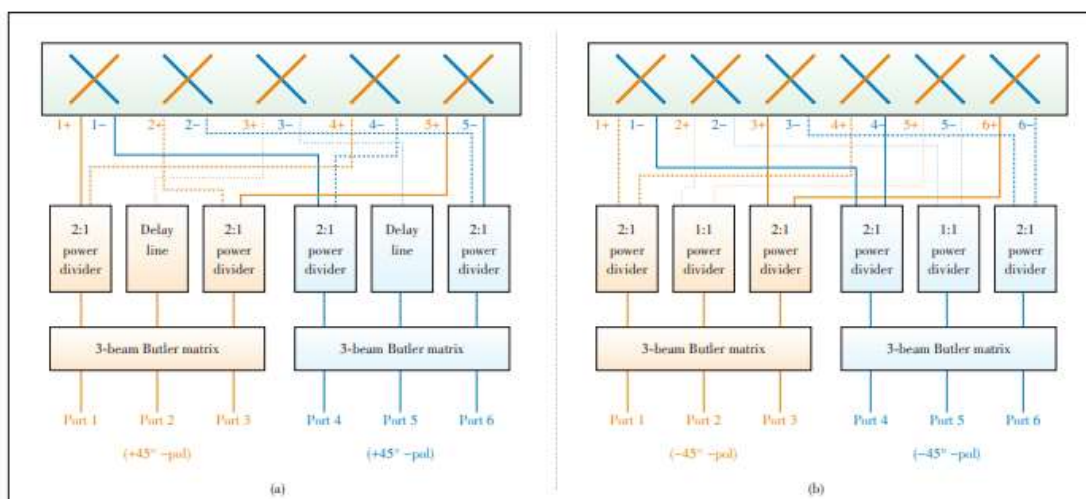 1+ 1− 2+ 2− 3+ 3− 4+ 4− 5+ 5−
2:1 power divider
Delay line
2:1 power divider
2:1 power divider
Delay line
2:1 power divider
3-beam Butler matrix
3-beam Butler matrix
Port 1 Port 2 Port 3 Port 4 Port 5 Port 6
(+45° −pol) (+45° −pol)
(a)
1+ 1− 2+ 2− 3+ 3− 4+ 4− 5+ 5− 6+ 6−
2:1 power divider
1:1 power divider
2:1 power divider
2:1 power divider
1:1 power divider
2:1 power divider
3-beam Butler matrix
3-beam Butler matrix
Port 1 Port 2 Port 3 Port 4 Port 5 Port 6
(−45° −pol) (−45° −pol)
(b)